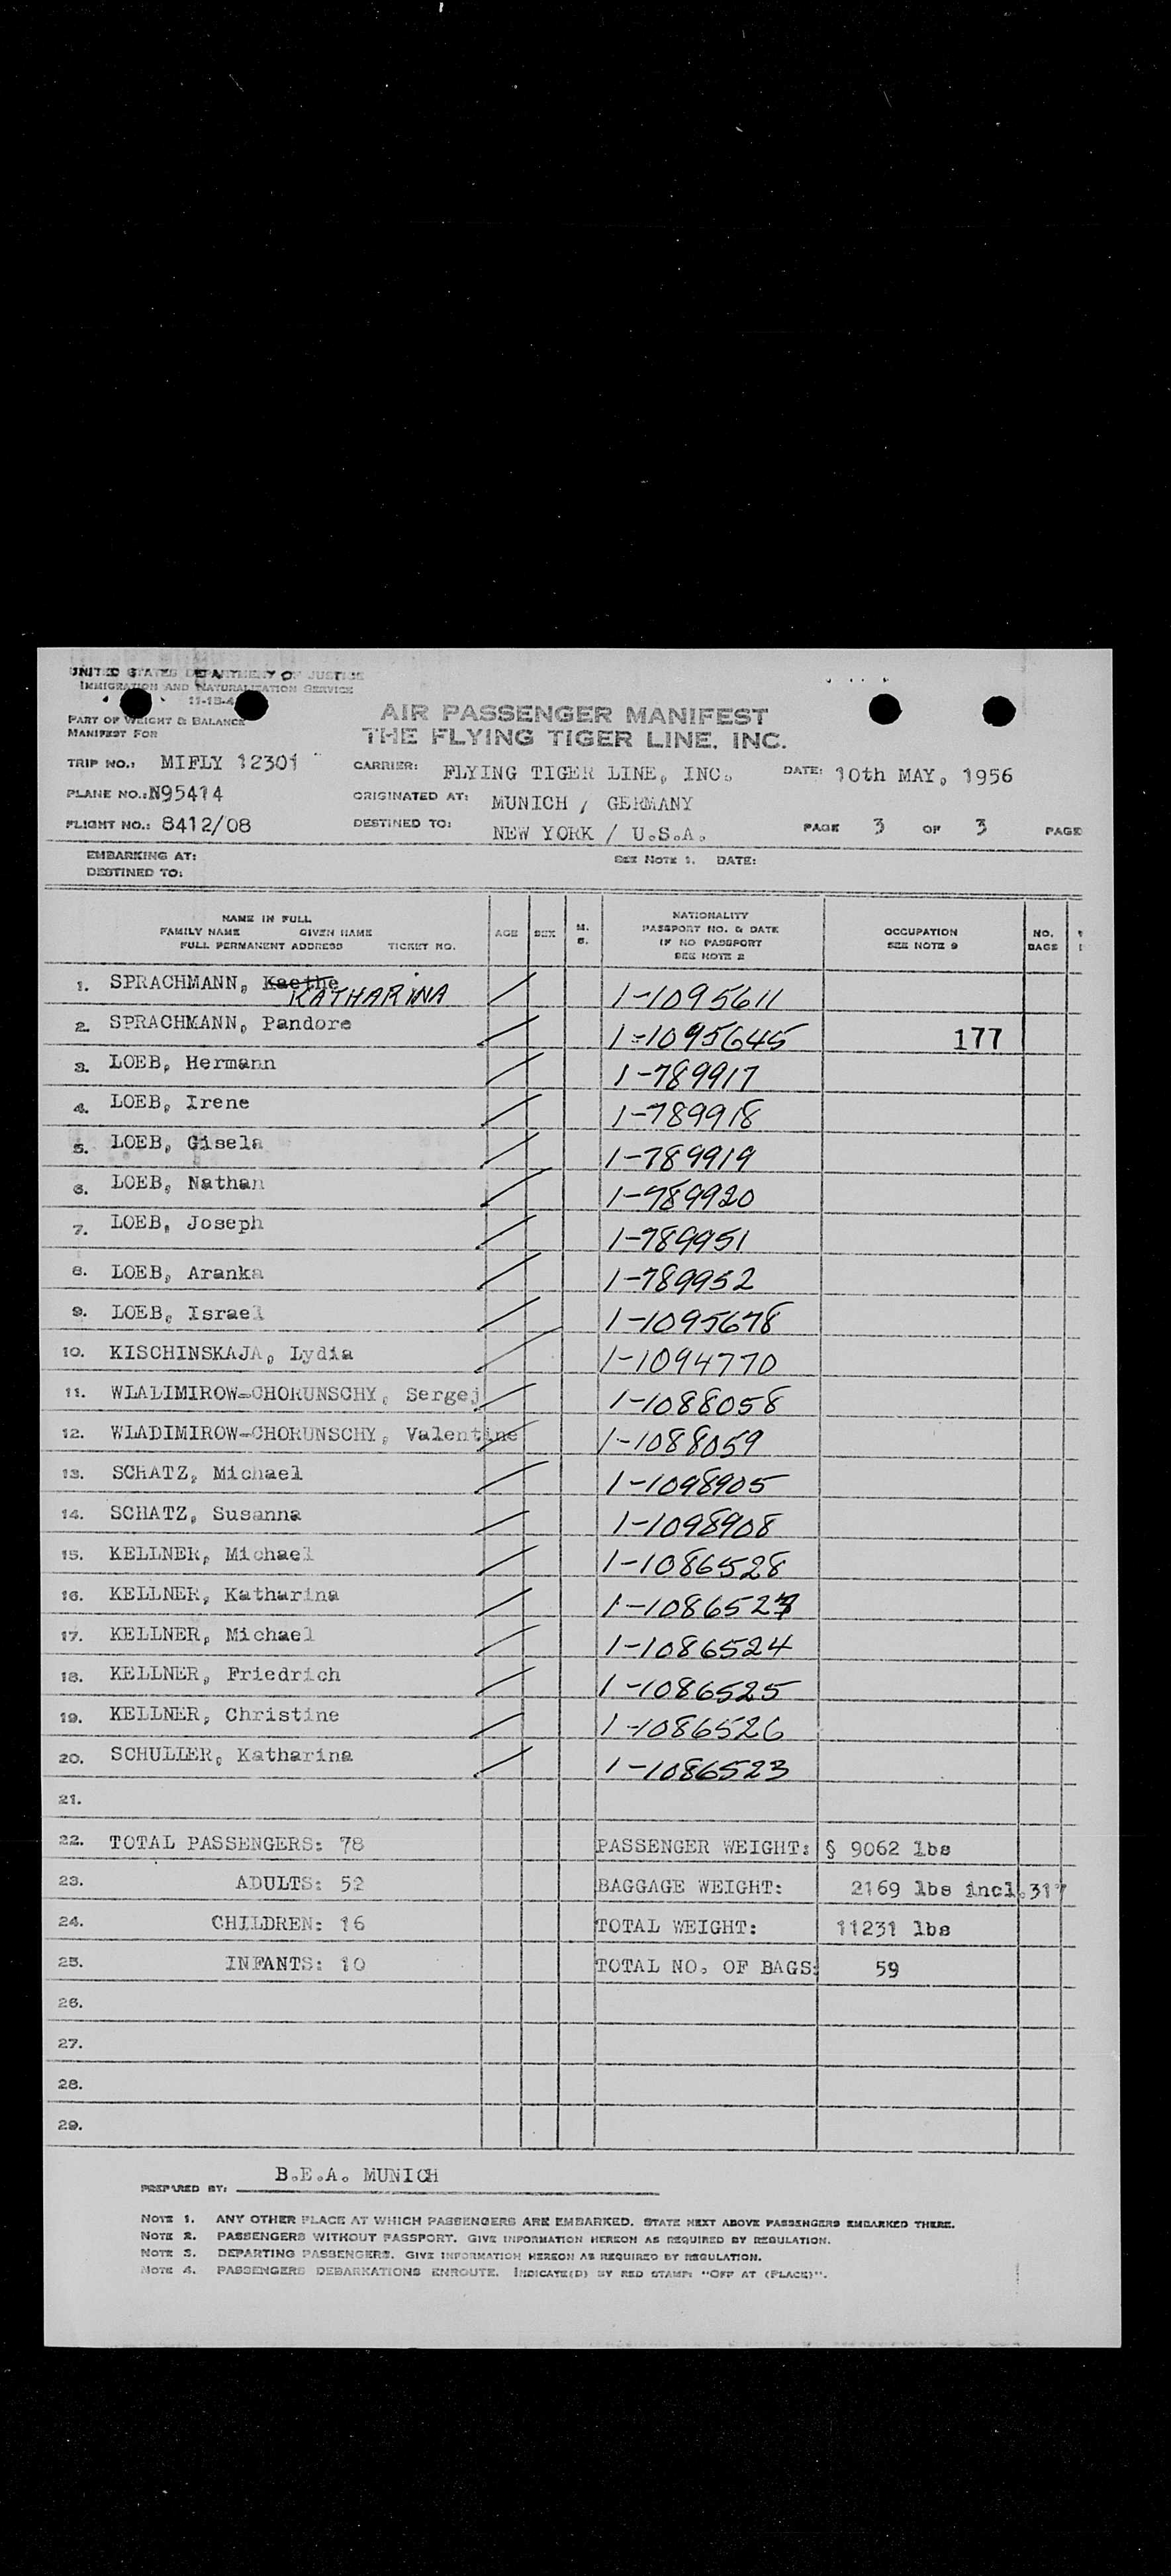 UNITED STATES DEPARTMENT OF JUSTICE
IMMIGRATION AND NATURALIZATION SERVICE
11-13-4
PART OF WEIGHT & BALANCE
MANIFEST FOR
AIR PASSENGER MANIFEST
THE FLYING TIGER LINE, INC.
TRIP NO.: MIFLY 12301 CARRIER: FLYING TIGER LINE, INC. DATE: 10th MAY, 1956
PLANE NO.: N95414 ORIGINATED AT: MUNICH / GERMANY
FLIGHT NO.: 8412/08 DESTINED TO: NEW YORK / U.S.A. PAGE 3 OF 3 PAGE
EMBARKING AT: SEE NOTE 1. DATE:
DESTINED TO:
NAME IN FULL
FAMILY NAME GIVEN NAME
FULL PERMANENT ADDRESS TICKET NO.
AGE SEX M. S.
NATIONALITY
PASSPORT NO. & DATE
IF NO PASSPORT
SEE NOTE 2
OCCUPATION
SEE NOTE 9
NO.
BAGS
1. SPRACHMANN, Kaethe KATHARINA 1-1095611
2. SPRACHMANN, Pandore 1-1095645 177
3. LOEB, Hermann 1-789917
4. LOEB, Irene 1-789918
5. LOEB, Gisela 1-789919
6. LOEB, Nathan 1-789920
7. LOEB, Joseph 1-789951
8. LOEB, Aranka 1-789952
9. LOEB, Israel 1-1095678
10. KISCHINSKAJA, Lydia 1-1094770
11. WLALIMIROW-CHORUNSCHY, Sergej 1-1088058
12. WLADIMIROW-CHORUNSCHY, Valentine 1-1088059
13. SCHATZ, Michael 1-1098905
14. SCHATZ, Susanna 1-1098908
15. KELLNER, Michael 1-1086528
16. KELLNER, Katharina 1-1086527
17. KELLNER, Michael 1-1086524
18. KELLNER, Friedrich 1-1086525
19. KELLNER, Christine 1-1086526
20. SCHULLER, Katharina 1-1086523
21.
22. TOTAL PASSENGERS: 78 PASSENGER WEIGHT: § 9062 lbs
23. ADULTS: 52 BAGGAGE WEIGHT: 2169 lbs incl.317
24. CHILDREN: 16 TOTAL WEIGHT: 11231 lbs
25. INFANTS: 10 TOTAL NO. OF BAGS: 59
26.
27.
28.
29.
PREPARED BY: B.E.A. MUNICH
NOTE 1. ANY OTHER PLACE AT WHICH PASSENGERS ARE EMBARKED. STATE NEXT ABOVE PASSENGERS EMBARKED THERE.
NOTE 2. PASSENGERS WITHOUT PASSPORT. GIVE INFORMATION HEREON AS REQUIRED BY REGULATION.
NOTE 3. DEPARTING PASSENGERS. GIVE INFORMATION HEREON AS REQUIRED BY REGULATION.
NOTE 4. PASSENGERS DEBARKATIONS ENROUTE. INDICATE(D) BY RED STAMP: "OFF AT (PLACE)".